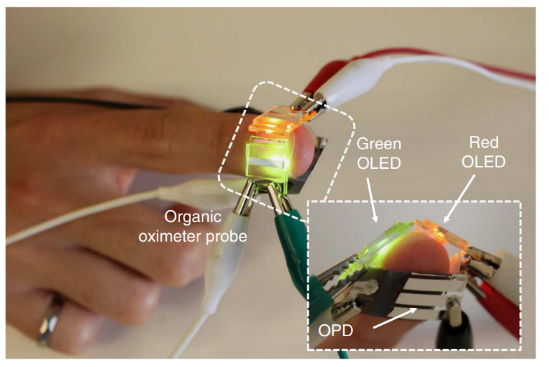 Green
OLED
Red
OLED
Organic
oximeter probe
OPD